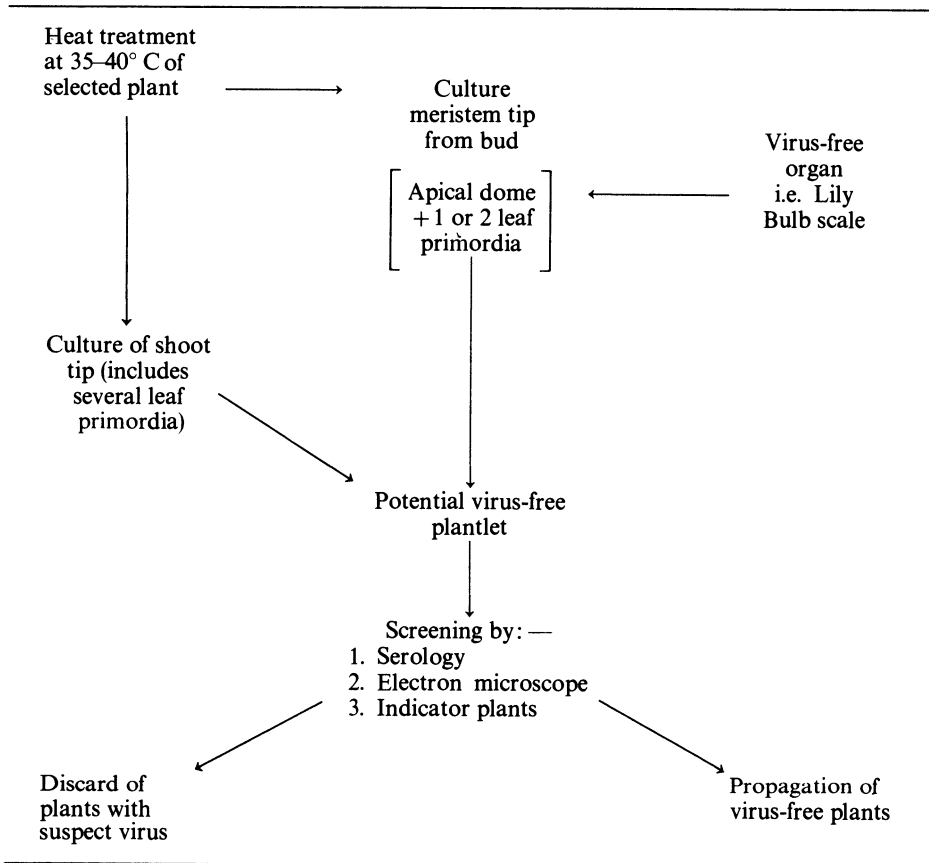 Heat treatment
at 35–40° C of
selected plant
Culture
meristem tip
from bud
Apical dome
+ 1 or 2 leaf
primordia
Virus-free
organ
i.e. Lily
Bulb scale
Culture of shoot
tip (includes
several leaf
primordia)
Potential virus-free
plantlet
Screening by: —
1. Serology
2. Electron microscope
3. Indicator plants
Discard of
plants with
suspect virus
Propagation of
virus-free plants